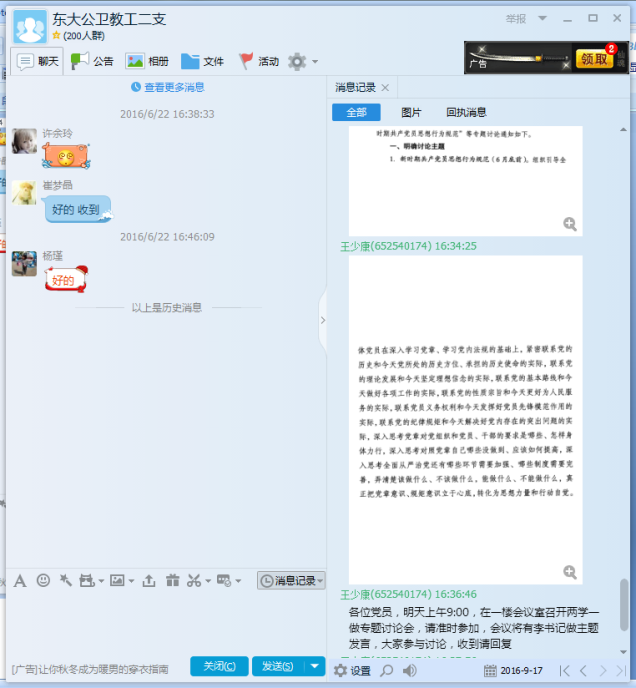 东大公卫教工二支
(200人群)
举报
聊天
公告
相册
文件
活动
广告
领取
2
查看更多消息
2016/6/22 16:38:33
许余玲
崔梦晶
好的 收到
2016/6/22 16:46:09
杨瑾
好的
以上是历史消息
消息记录
关闭(C)
发送(S)
[广告]让你秋冬成为暖男的穿衣指南
消息记录
全部
图片
回执消息
时期共产党员思想行为规范”等专题讨论通知如下。
一、明确讨论主题
1. 新时期共产党员思想行为规范(6月底前)。组织引导全
王少康(652540174) 16:34:25
体党员在深入学习党章、学习党内法规的基础上，紧密联系党的
历史和今天党所处的历史方位、承担的历史使命的实际，联系党
的理论发展和今天坚定理想信念的实际，联系党的基本路线和今
天做好各项工作的实际，联系党的性质宗旨和今天更好为人民服
务的实际，联系党员义务权利和今天发挥好党员先锋模范作用的
实际，联系党的纪律规矩和今天解决好党内存在的突出问题的实
际，深入思考党章对党组织和党员、干部的要求是哪些、怎样身
体力行，深入思考对照党章自己哪些没做到、应该如何提高，深
入思考全面从严治党还有哪些环节需要加强、哪些制度需要完
善，弄清楚该做什么、不该做什么，能做什么、不能做什么，真
正把党章意识、规矩意识立于心底，转化为思想力量和行动自觉。
王少康(652540174) 16:36:46
各位党员，明天上午9:00，在一楼会议室召开两学一
做专题讨论会，请准时参加，会议将有李书记做主题
发言，大家参与讨论，收到请回复
设置
2016-9-17